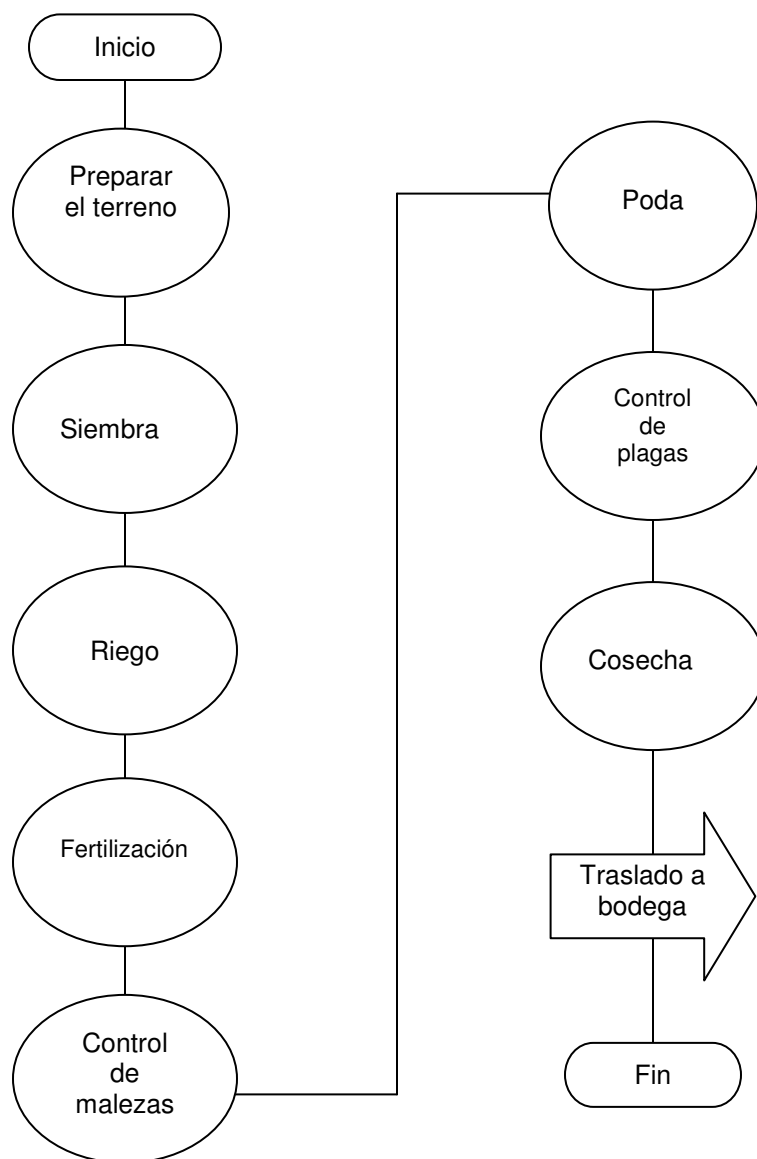 Inicio
Preparar
el terreno
Siembra
Riego
Fertilización
Control
de
malezas
Poda
Control
de
plagas
Cosecha
Traslado a
bodega
Fin